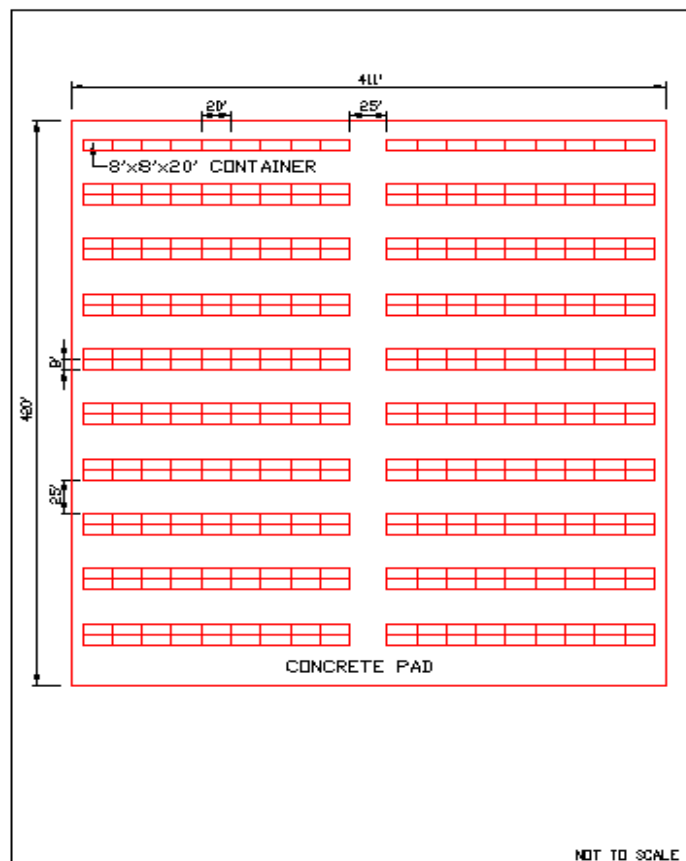 411'
20'
25'
8'x8'x20' CONTAINER
8'
420'
25'
CONCRETE PAD
NOT TO SCALE